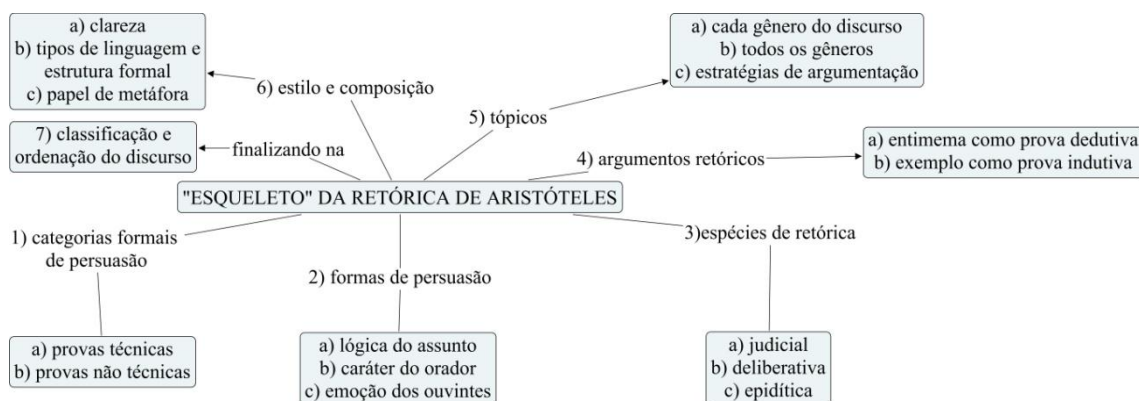 a) clareza
b) tipos de linguagem e
estrutura formal
c) papel de metáfora
6) estilo e composição
a) cada gênero do discurso
b) todos os gêneros
c) estratégias de argumentação
5) tópicos
7) classificação e
ordenação do discurso
finalizando na
4) argumentos retóricos
a) entimema como prova dedutiva
b) exemplo como prova indutiva
"ESQUELETO" DA RETÓRICA DE ARISTÓTELES
1) categorias formais
de persuasão
2) formas de persuasão
3)espécies de retórica
a) provas técnicas
b) provas não técnicas
a) lógica do assunto
b) caráter do orador
c) emoção dos ouvintes
a) judicial
b) deliberativa
c) epidítica